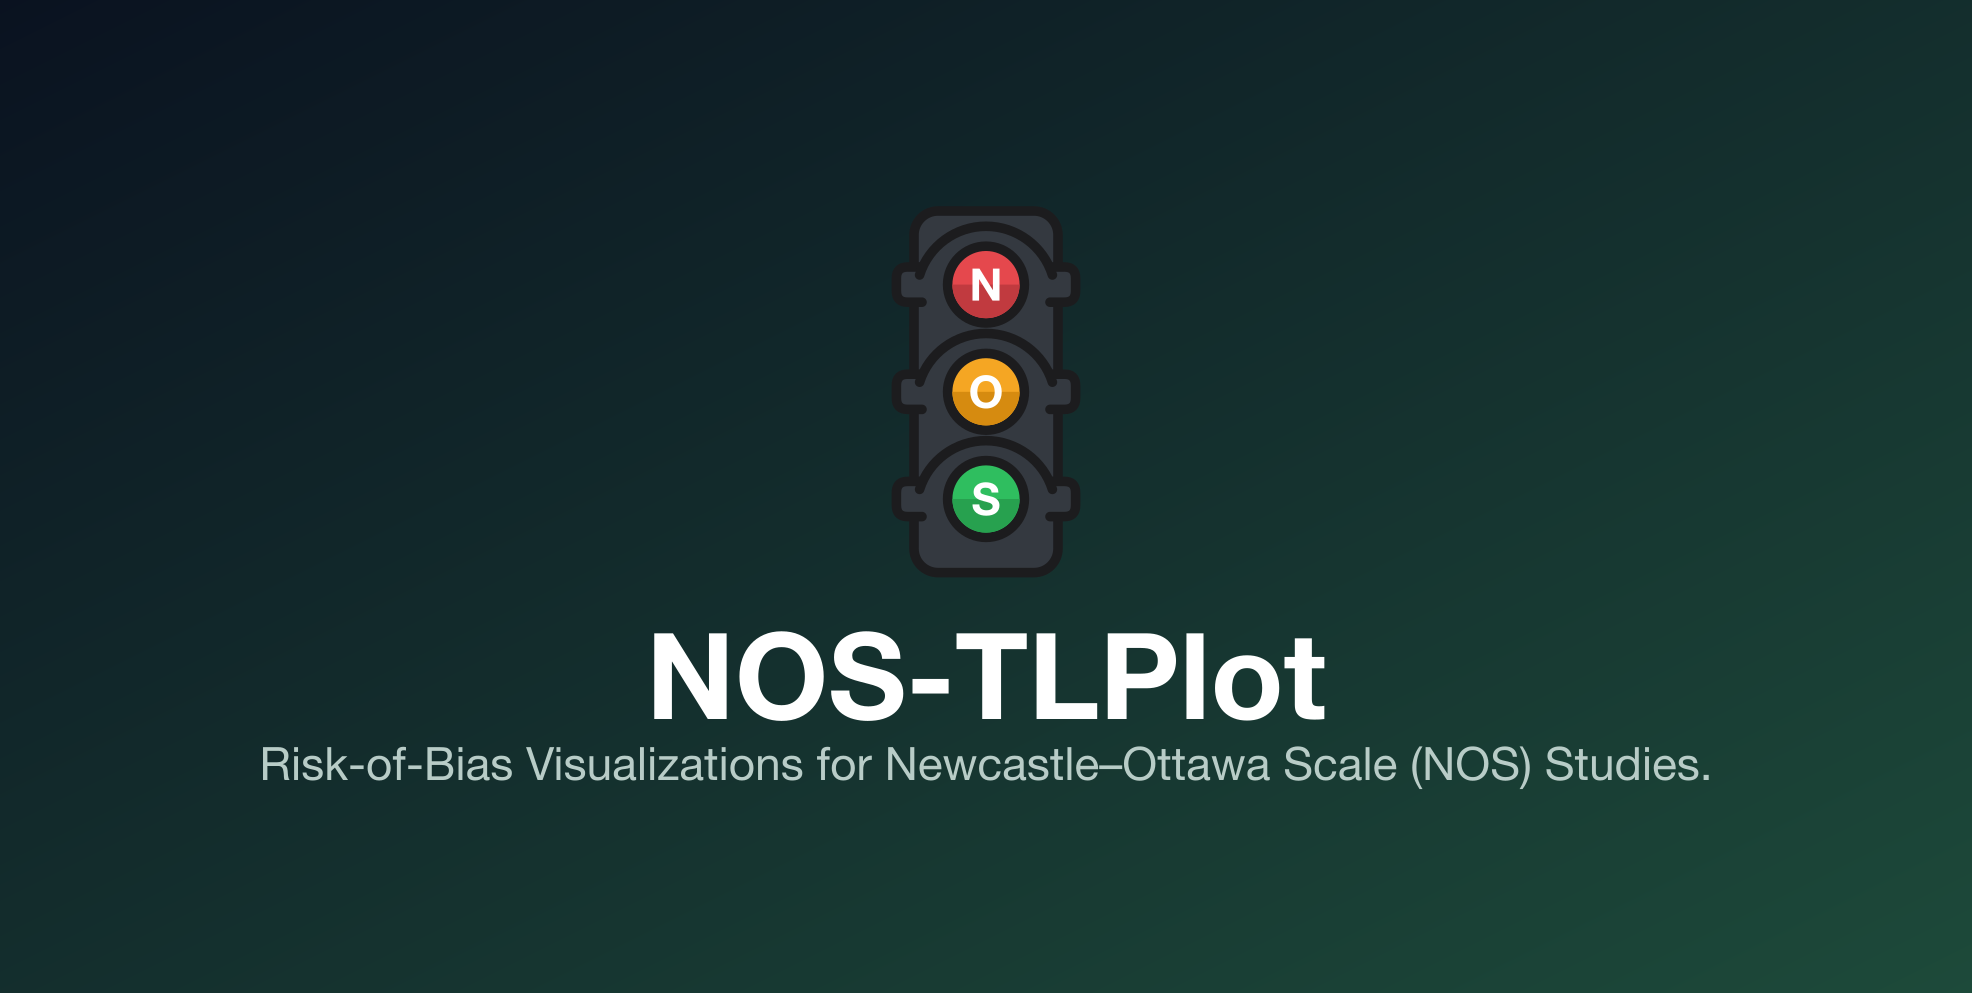 N
O
S
NOS-TLPlot
Risk-of-Bias Visualizations for Newcastle–Ottawa Scale (NOS) Studies.